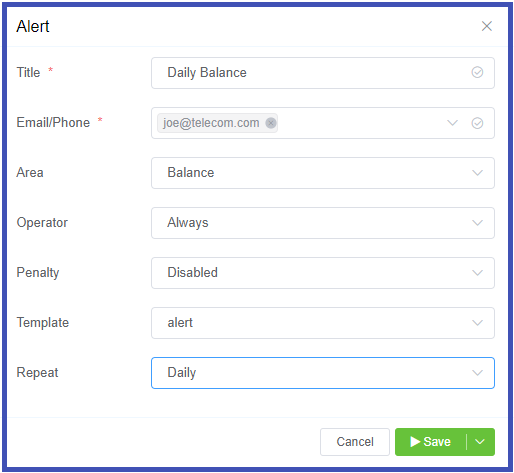 Alert
Title * Daily Balance
Email/Phone * joe@telecom.com
Area Balance
Operator Always
Penalty Disabled
Template alert
Repeat Daily
Cancel Save